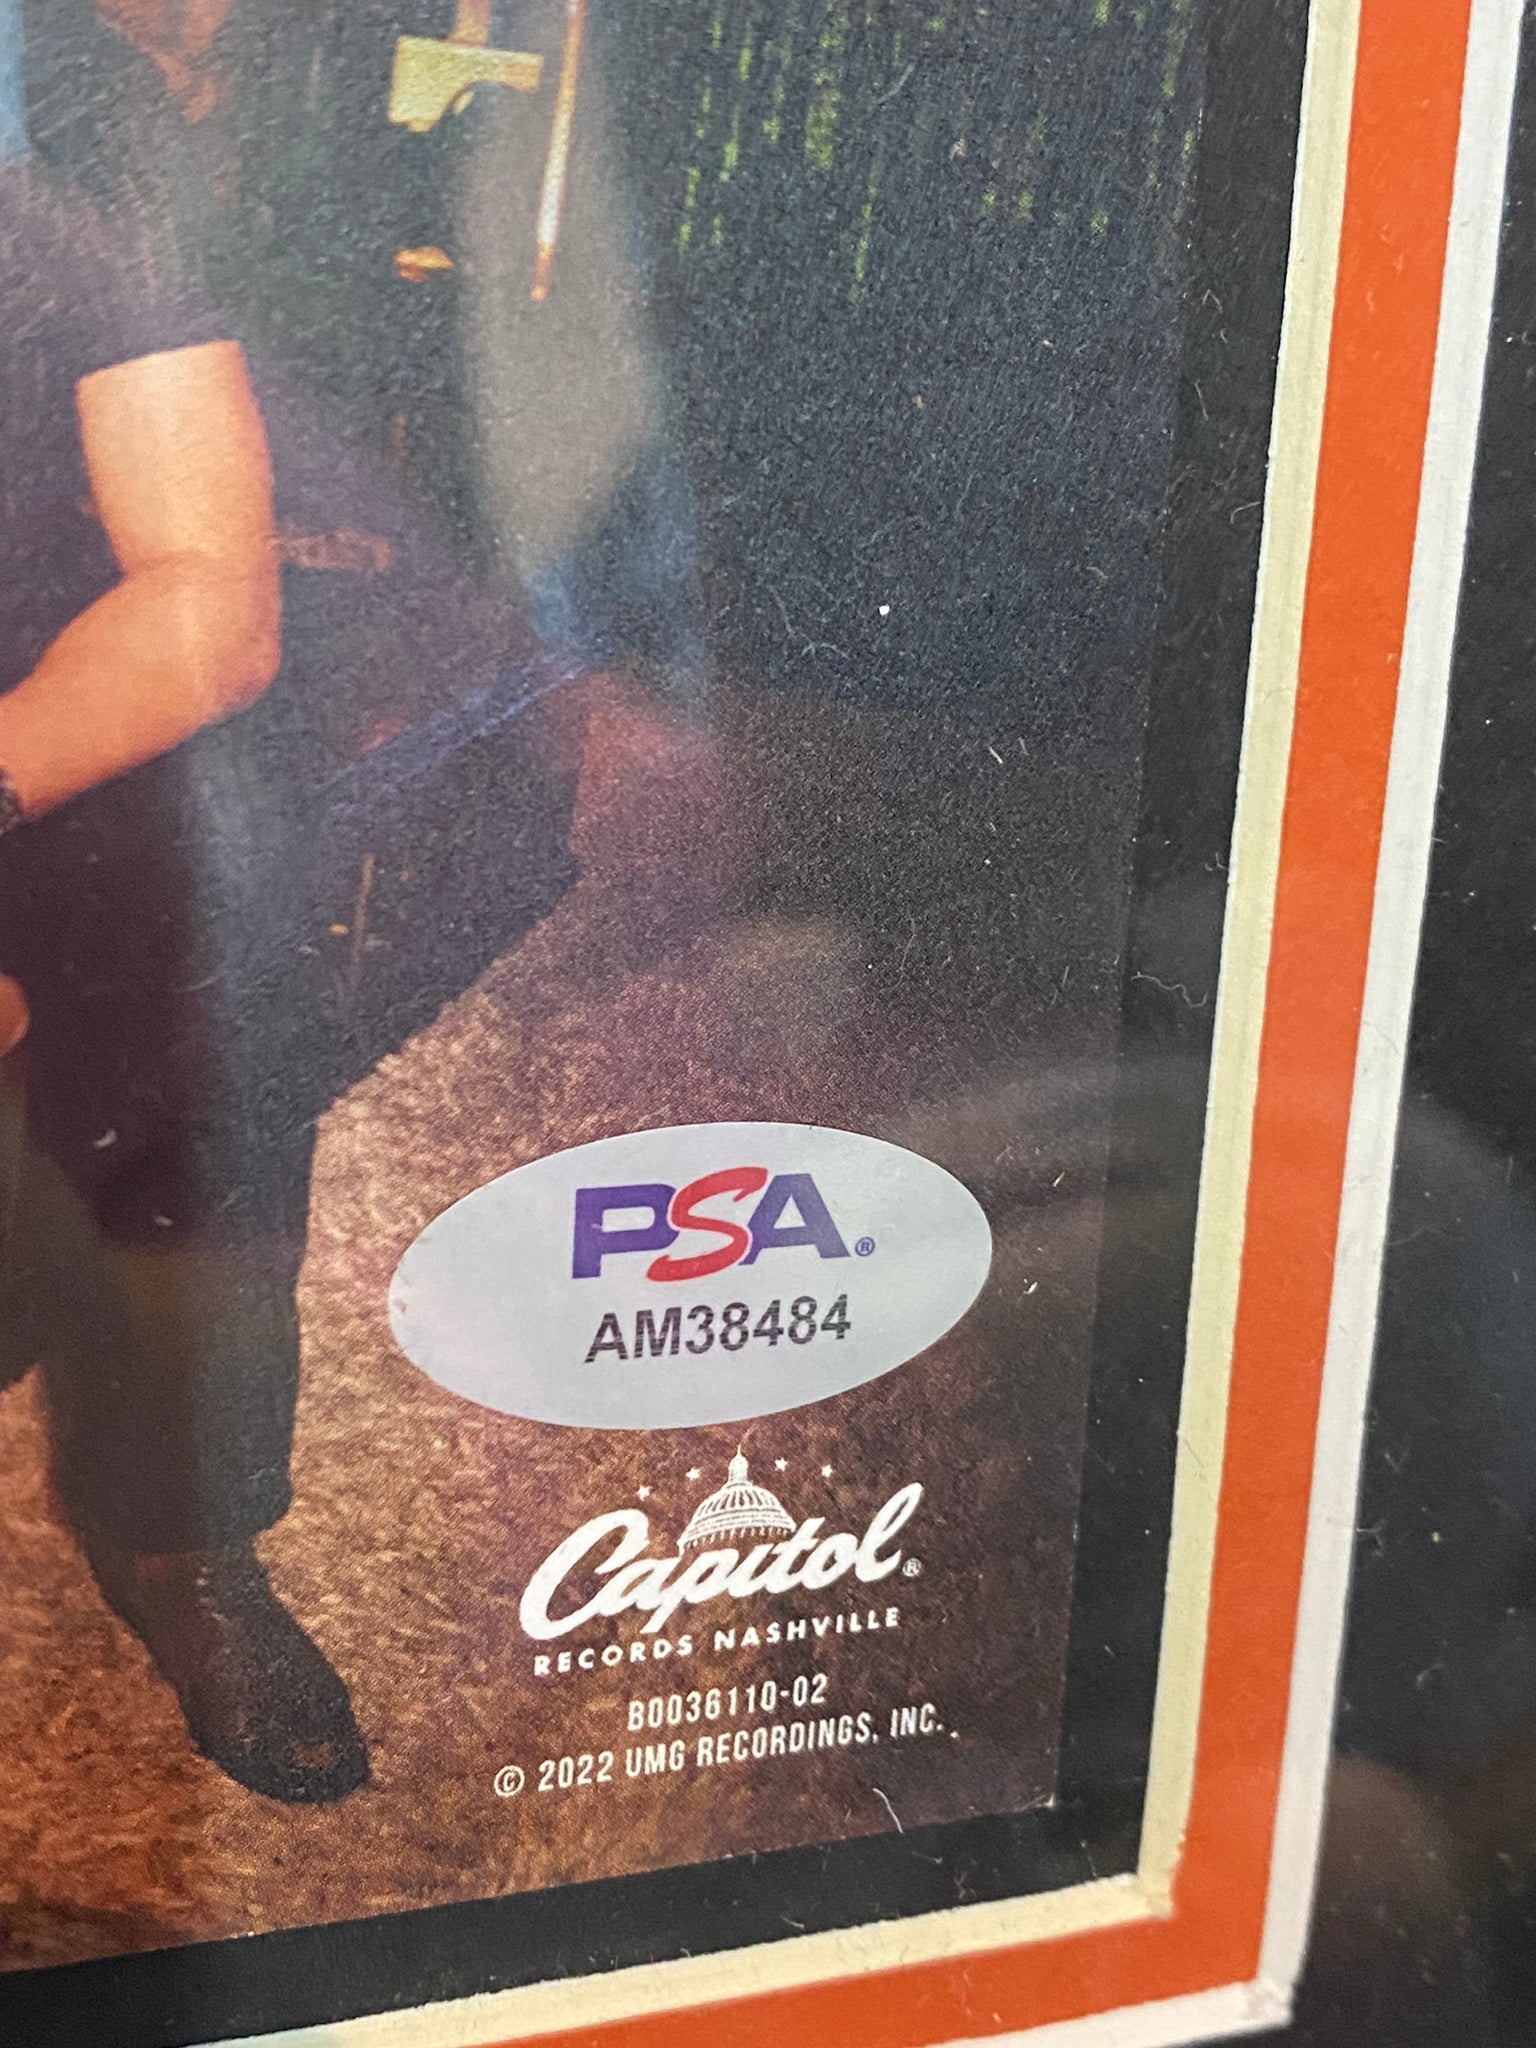 PSA®
AM38484
Capitol®
RECORDS NASHVILLE
B0036110-02
© 2022 UMG RECORDINGS, INC.